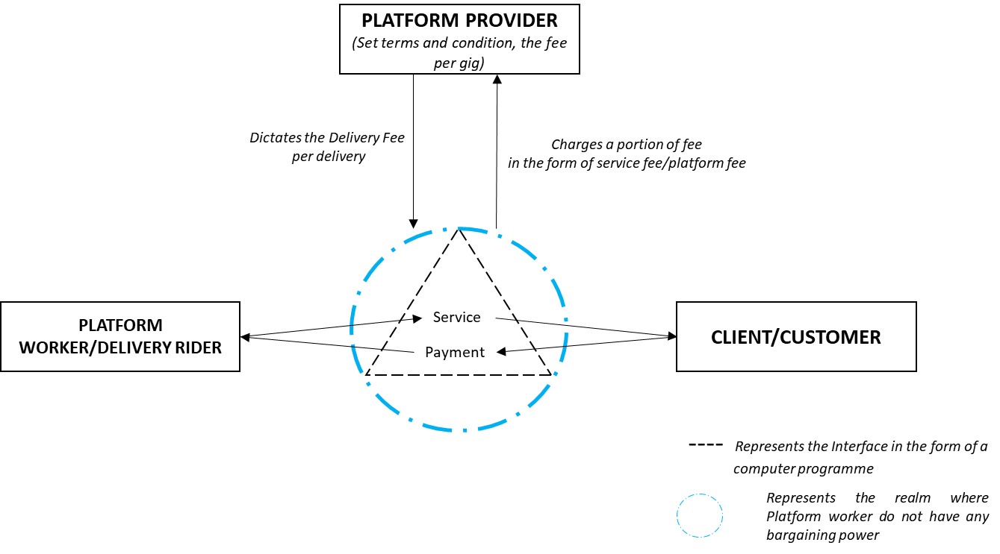 PLATFORM PROVIDER
(Set terms and condition, the fee
per gig)
Dictates the Delivery Fee
per delivery
Charges a portion of fee
in the form of service fee/platform fee
Service
Payment
PLATFORM
WORKER/DELIVERY RIDER
CLIENT/CUSTOMER
Represents the Interface in the form of a
computer programme
Represents the realm where
Platform worker do not have any
bargaining power